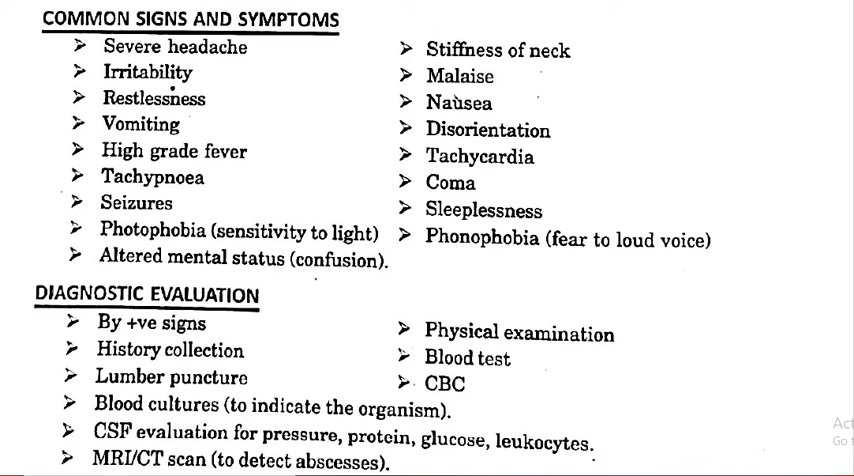 COMMON SIGNS AND SYMPTOMS
➢ Severe headache
➢ Stiffness of neck
➢ Irritability
➢ Malaise
➢ Restlessness
➢ Nausea
➢ Vomiting
➢ Disorientation
➢ High grade fever
➢ Tachycardia
➢ Tachypnoea
➢ Coma
➢ Seizures
➢ Sleeplessness
➢ Photophobia (sensitivity to light)
➢ Phonophobia (fear to loud voice)
➢ Altered mental status (confusion).
DIAGNOSTIC EVALUATION
➢ By +ve signs
➢ Physical examination
➢ History collection
➢ Blood test
➢ Lumber puncture
➢ CBC
➢ Blood cultures (to indicate the organism).
➢ CSF evaluation for pressure, protein, glucose, leukocytes.
➢ MRI/CT scan (to detect abscesses).